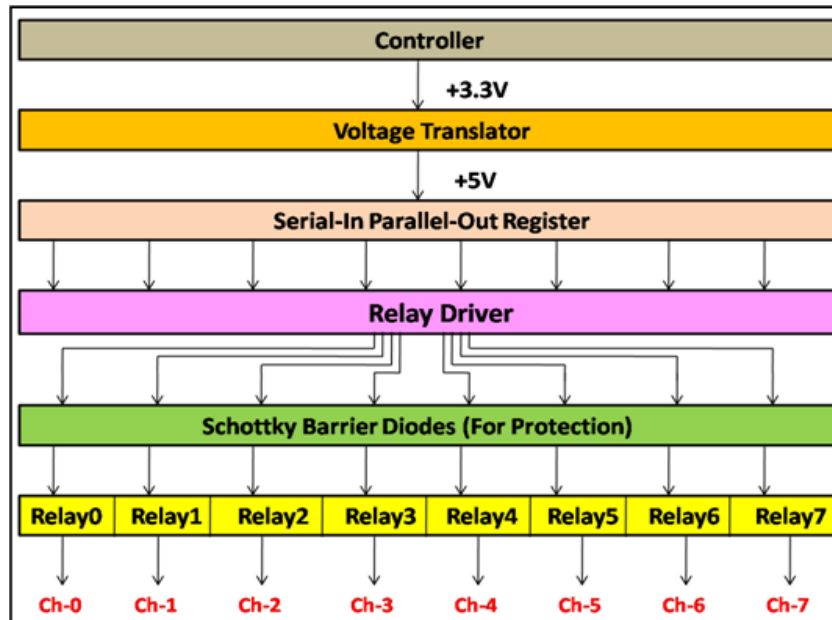 Controller
+3.3V
Voltage Translator
+5V
Serial-In Parallel-Out Register
Relay Driver
Schottky Barrier Diodes (For Protection)
Relay0 Relay1 Relay2 Relay3 Relay4 Relay5 Relay6 Relay7
Ch-0 Ch-1 Ch-2 Ch-3 Ch-4 Ch-5 Ch-6 Ch-7